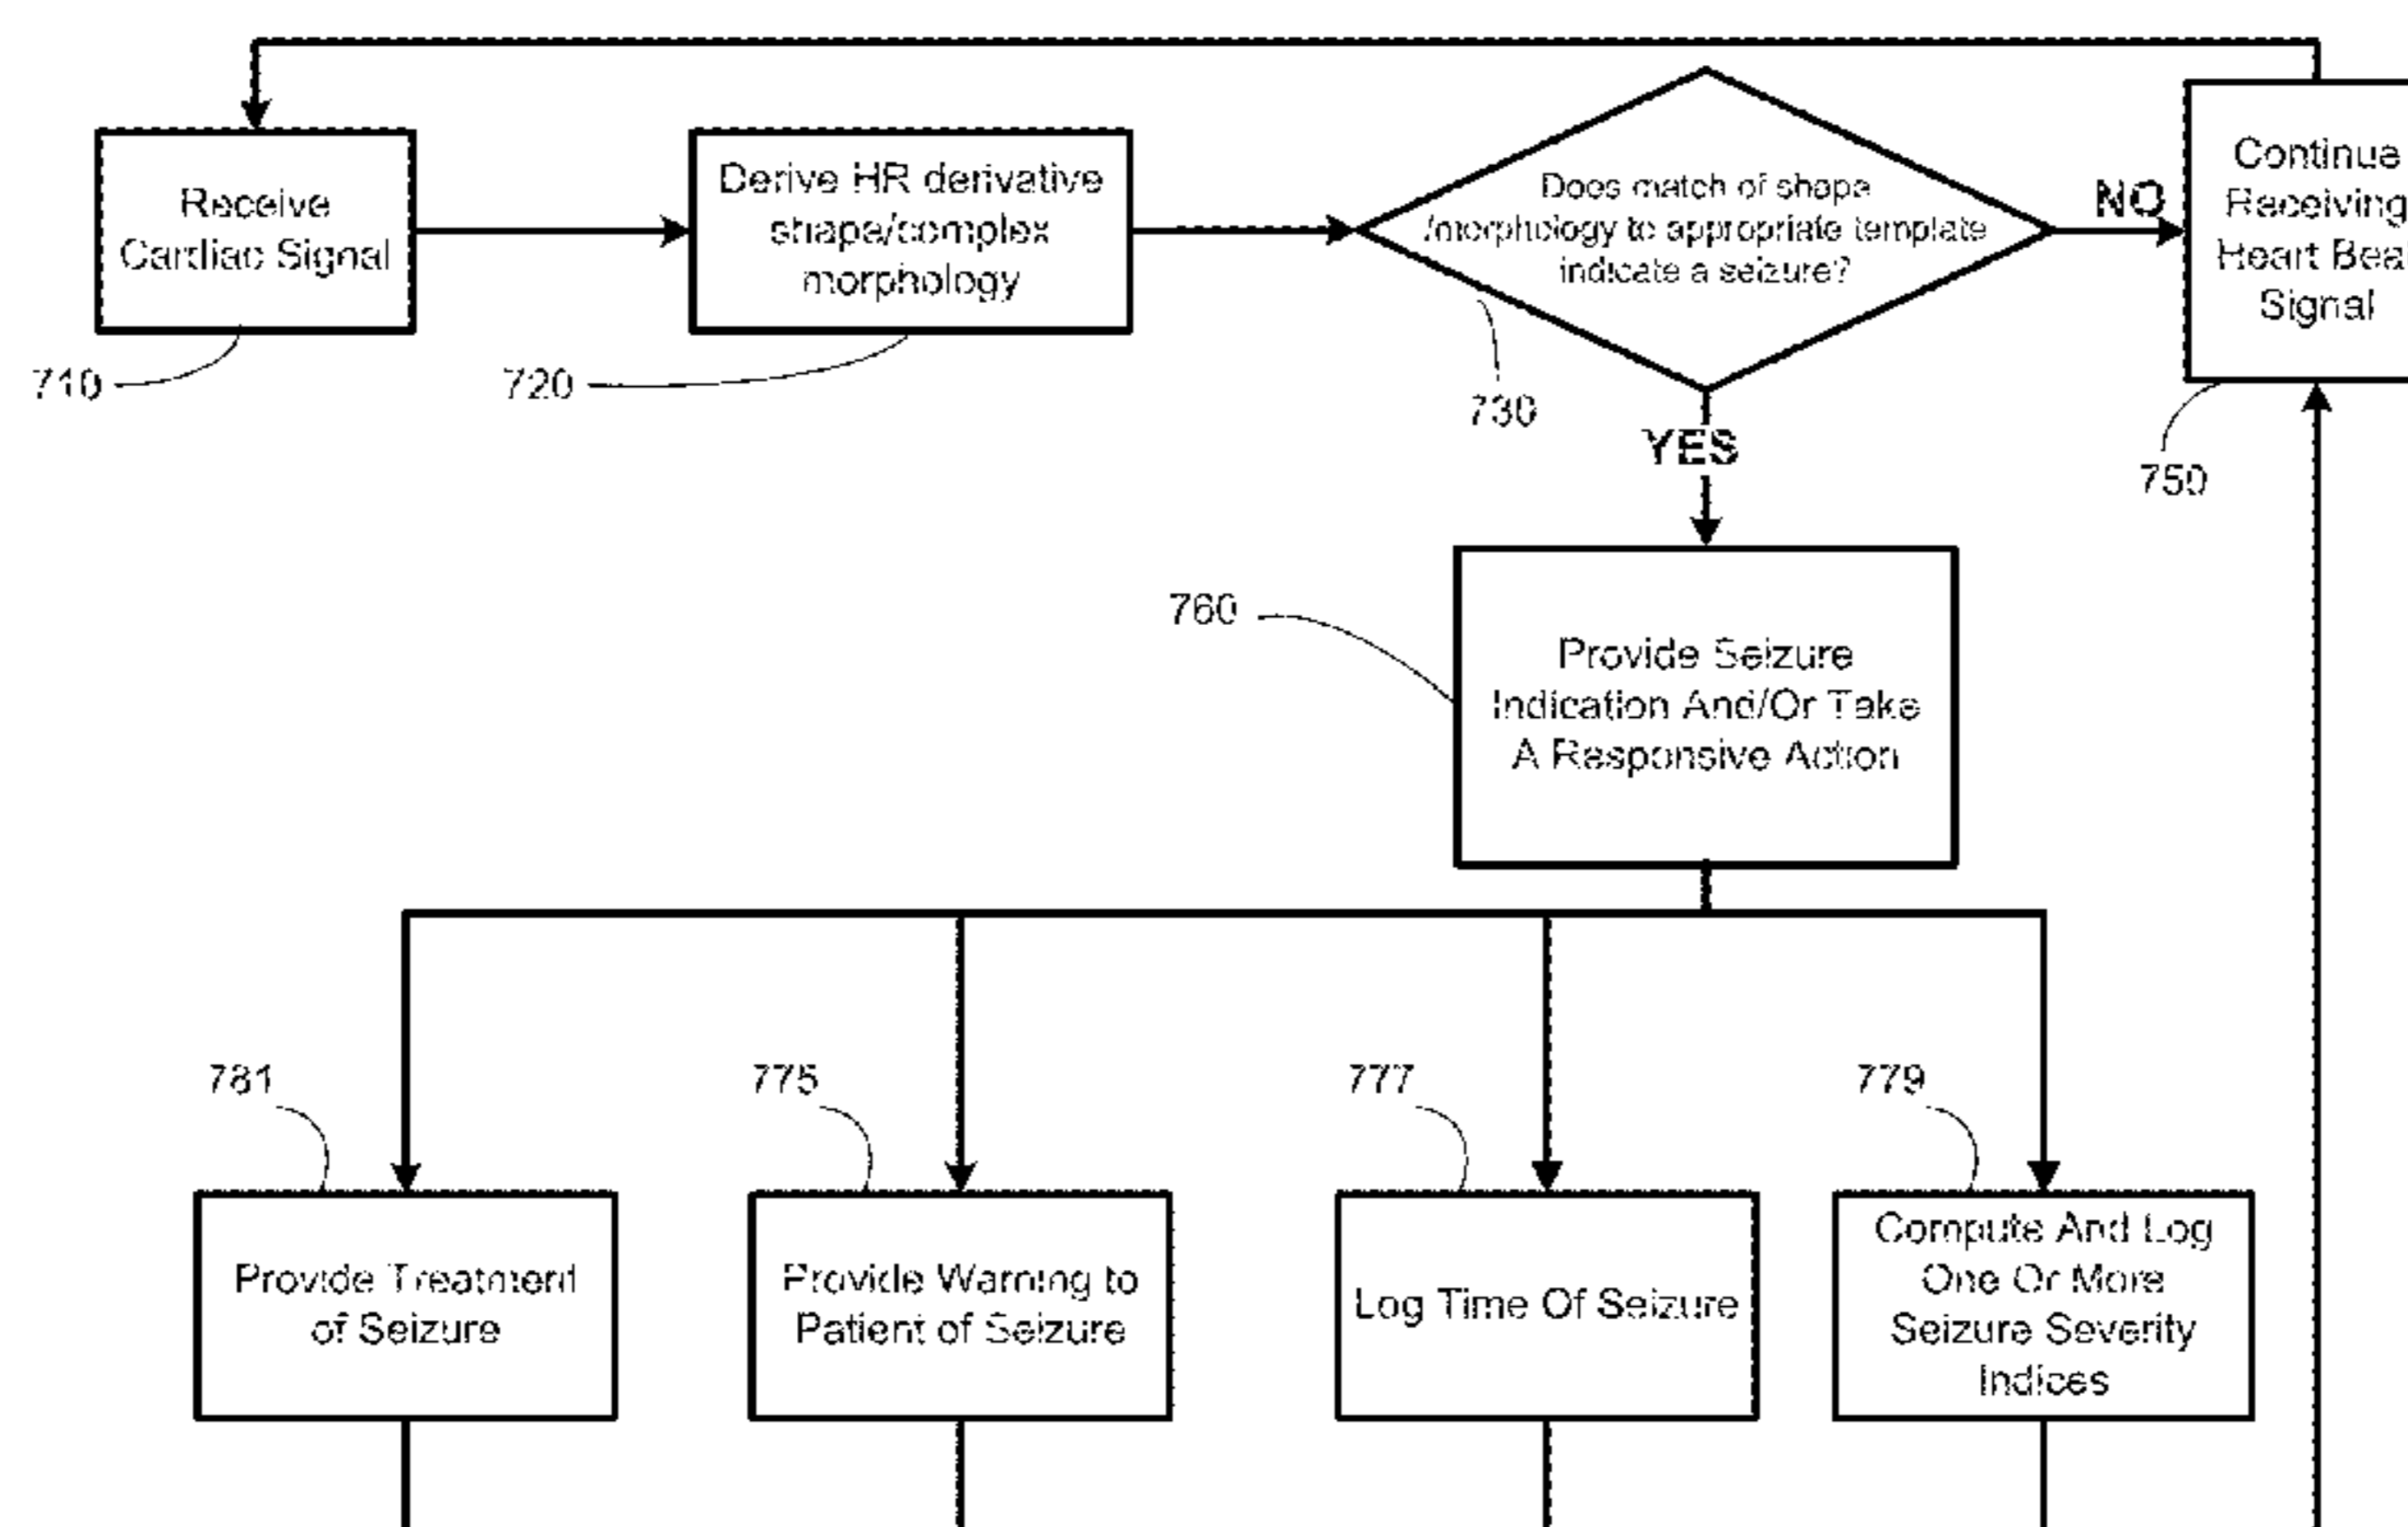 Receive
Cardiac Signal
710
Derive HR derivative
shape/complex
morphology
720
Does match of shape
/morphology to appropriate template
indicate a seizure?
730
NO
Continue
Receiving
Heart Bea
Signal
750
YES
760
Provide Seizure
Indication And/Or Take
A Responsive Action
781
Provide Treatment
of Seizure
775
Provide Warning to
Patient of Seizure
777
Log Time Of Seizure
779
Compute And Log
One Or More
Seizure Severity
Indices